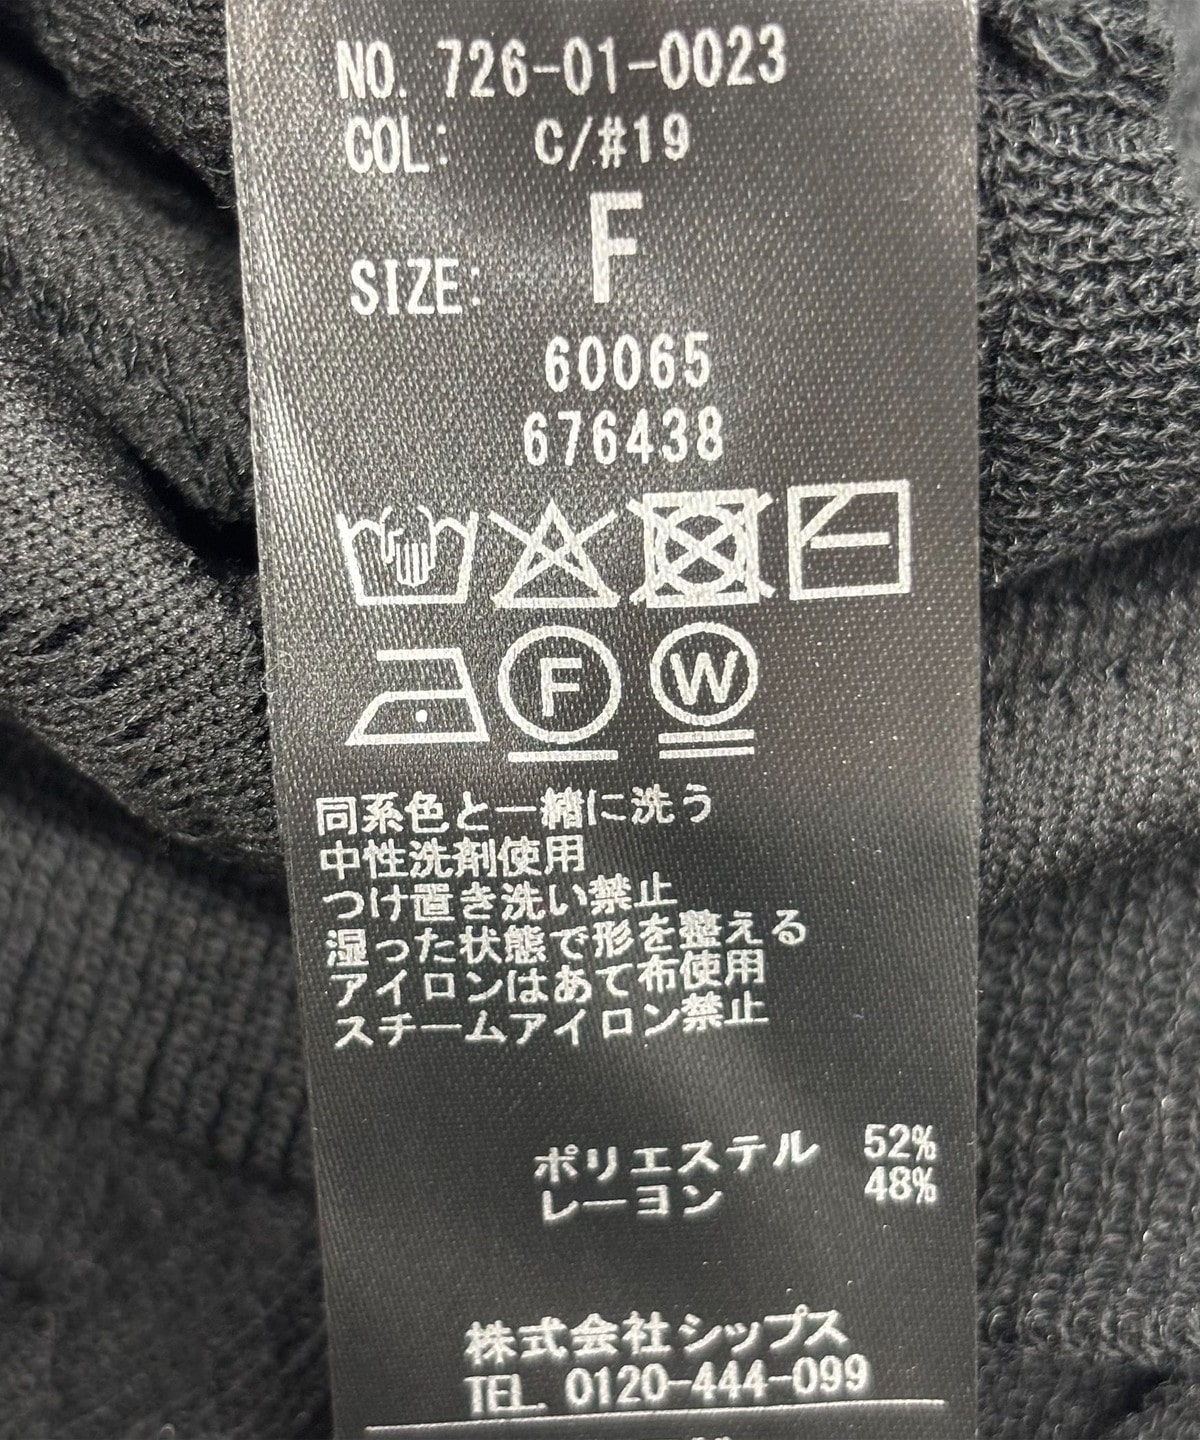 NO. 726-01-0023
COL: C/#19
SIZE: F
60065
676438
F W
同系色と一緒に洗う
中性洗剤使用
つけ置き洗い禁止
湿った状態で形を整える
アイロンはあて布使用
スチームアイロン禁止
ポリエステル 52%
レーヨン 48%
株式会社シップス
TEL. 0120-444-099